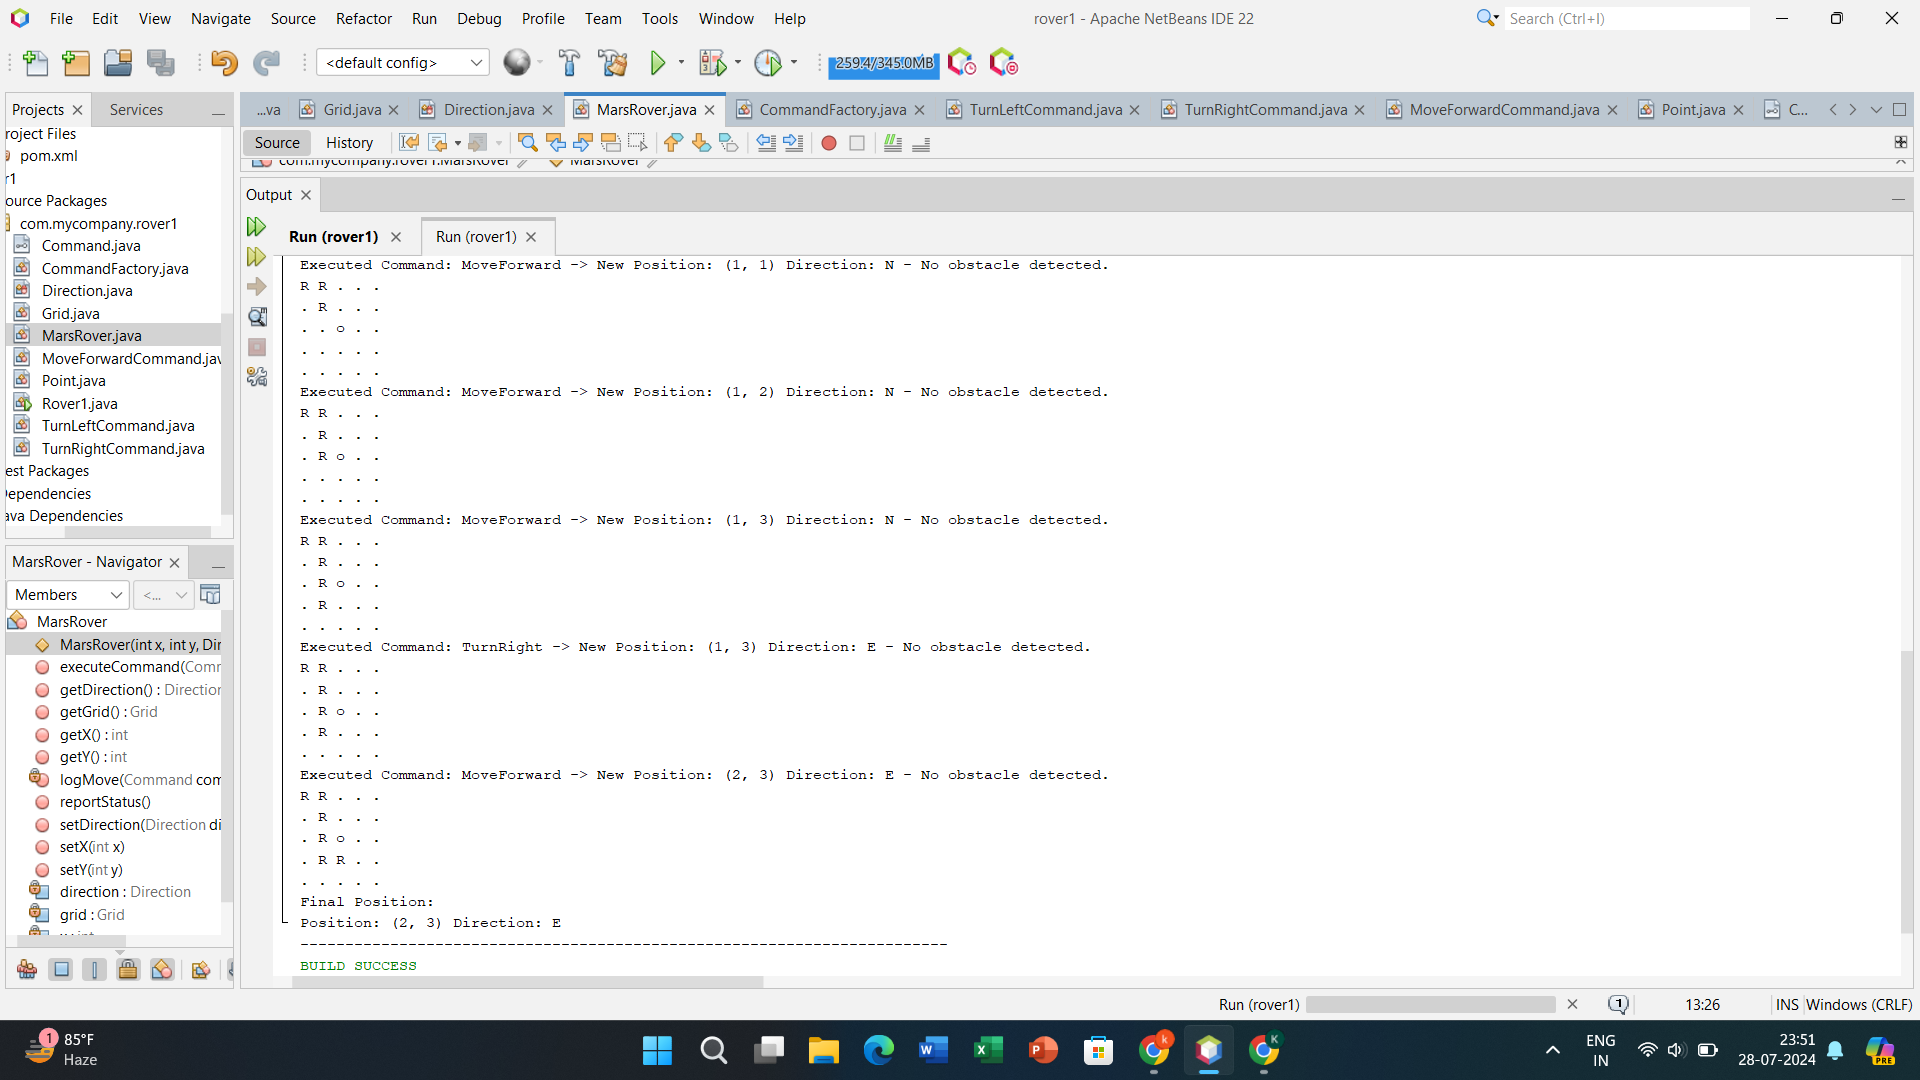 File Edit View Navigate Source Refactor Run Debug Profile Team Tools Window Help
rover1 - Apache NetBeans IDE 22
Search (Ctrl+I)
<default config>
259.4/345.0MB
Projects
Services
...va
Grid.java
Direction.java
MarsRover.java
CommandFactory.java
TurnLeftCommand.java
TurnRightCommand.java
MoveForwardCommand.java
Point.java
C...
roject Files
pom.xml
r1
ource Packages
com.mycompany.rover1
Command.java
CommandFactory.java
Direction.java
Grid.java
MarsRover.java
MoveForwardCommand.jav
Point.java
Rover1.java
TurnLeftCommand.java
TurnRightCommand.java
est Packages
Dependencies
ava Dependencies
MarsRover - Navigator
Members
<...
MarsRover
MarsRover(int x, int y, Dir
executeCommand(Comm
getDirection() : Direction
getGrid() : Grid
getX() : int
getY() : int
logMove(Command com
reportStatus()
setDirection(Direction di
setX(int x)
setY(int y)
direction : Direction
grid : Grid
Source
History
com.mycompany.rover1.MarsRover
MarsRover
Output
Run (rover1)
Run (rover1)
Executed Command: MoveForward -> New Position: (1, 1) Direction: N - No obstacle detected.
R R . . .
. R . . .
. . o . .
. . . . .
. . . . .
Executed Command: MoveForward -> New Position: (1, 2) Direction: N - No obstacle detected.
R R . . .
. R . . .
. R o . .
. . . . .
. . . . .
Executed Command: MoveForward -> New Position: (1, 3) Direction: N - No obstacle detected.
R R . . .
. R . . .
. R o . .
. R . . .
. . . . .
Executed Command: TurnRight -> New Position: (1, 3) Direction: E - No obstacle detected.
R R . . .
. R . . .
. R o . .
. R . . .
. . . . .
Executed Command: MoveForward -> New Position: (2, 3) Direction: E - No obstacle detected.
R R . . .
. R . . .
. R o . .
. R R . .
. . . . .
Final Position:
Position: (2, 3) Direction: E
------------------------------------------------------------------------
BUILD SUCCESS
Run (rover1)
1
13:26
INS
Windows (CRLF)
1
85°F
Haze
k
K
ENG
IN
23:51
28-07-2024
PRE